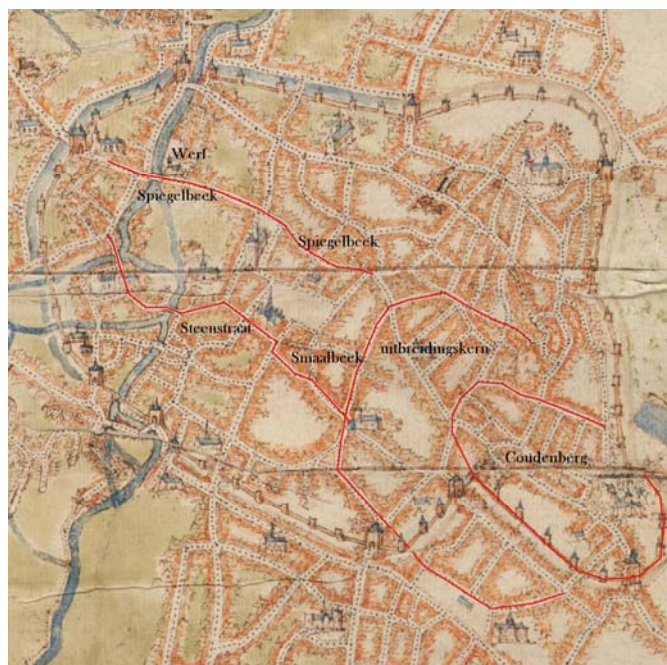 Werf
Spiegelbeek
Spiegelbeek
Steenstraat
Smaalbeek
uitbreidingskern
Coudenberg